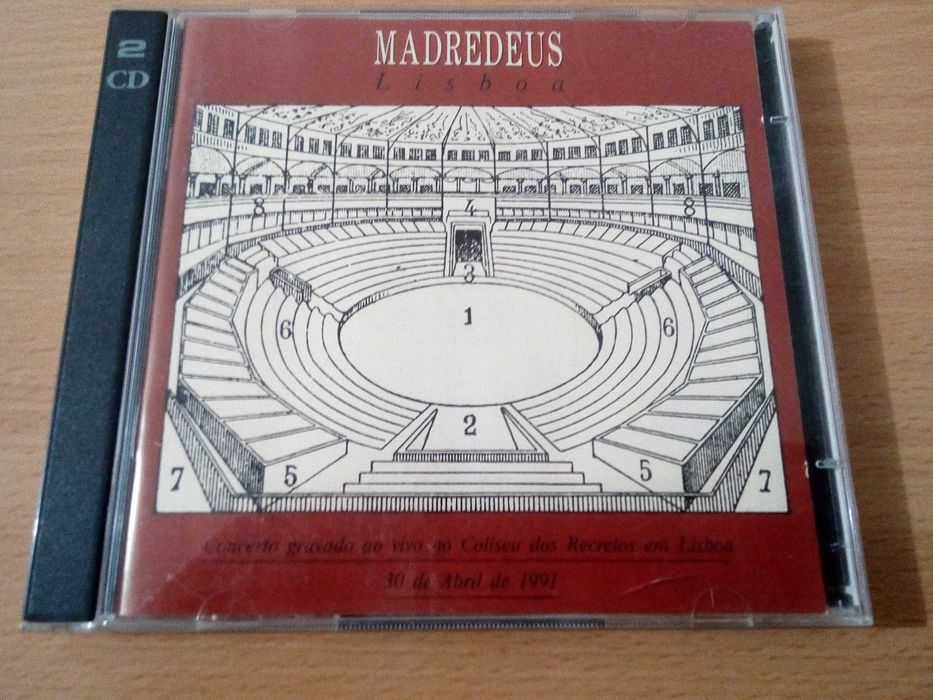 2
CD
MADREDEUS
Lisboa
8 4 8
3
1
6 6
2
7 5 5 7
Concerto gravado ao vivo no Coliseu dos Recreios em Lisboa
30 de Abril de 1991